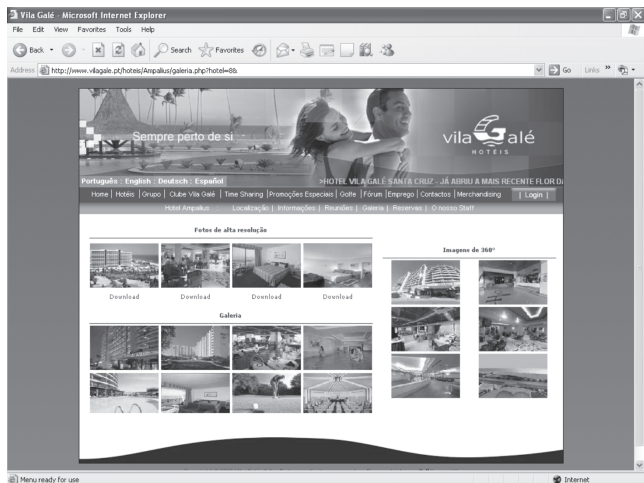 Vila Galé - Microsoft Internet Explorer
File Edit View Favorites Tools Help
Back Search Favorites
Address http://www.vilagale.pt/hoteis/Ampalius/galeria.php?hotel=8& Go Links »
Sempre perto de si
vila Galé
HOTEIS
Português : English : Deutsch : Español >HOTEL VILA GALÉ SANTA CRUZ - JÁ ABRIU A MAIS RECENTE FLOR D
Home | Hotéis | Grupo | Clube Vila Galé | Time Sharing | Promoções Especiais | Golfe | Fórum | Emprego | Contactos | Merchandising | Login |
Hotel Ampalius Localização | Informações | Reuniões | Galeria | Reservas | O nosso Staff
Fotos de alta resolução
Download Download Download Download
Galeria
Imagens de 360º
Menu ready for use Internet